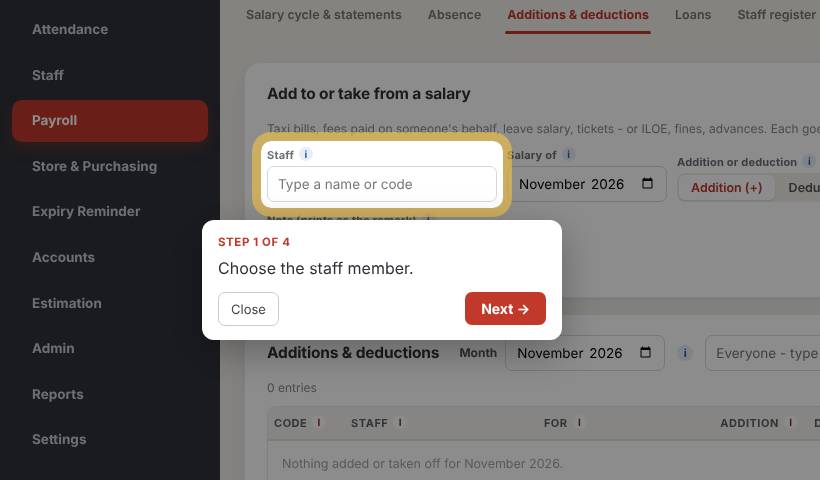 Salary cycle & statements Absence Additions & deductions Loans Staff register
Attendance
Staff
Payroll
Store & Purchasing
Expiry Reminder
Accounts
Estimation
Admin
Reports
Settings
Add to or take from a salary
Taxi bills, fees paid on someone's behalf, leave salary, tickets - or ILOE, fines, advances. Each goe
Staff i Salary of i Addition or deduction i
Type a name or code November 2026 Addition (+) Dedu
Note (prints as the remark) i
STEP 1 OF 4
Choose the staff member.
Close Next →
Additions & deductions Month November 2026 i Everyone - type
0 entries
CODE i STAFF i FOR i ADDITION i D
Nothing added or taken off for November 2026.